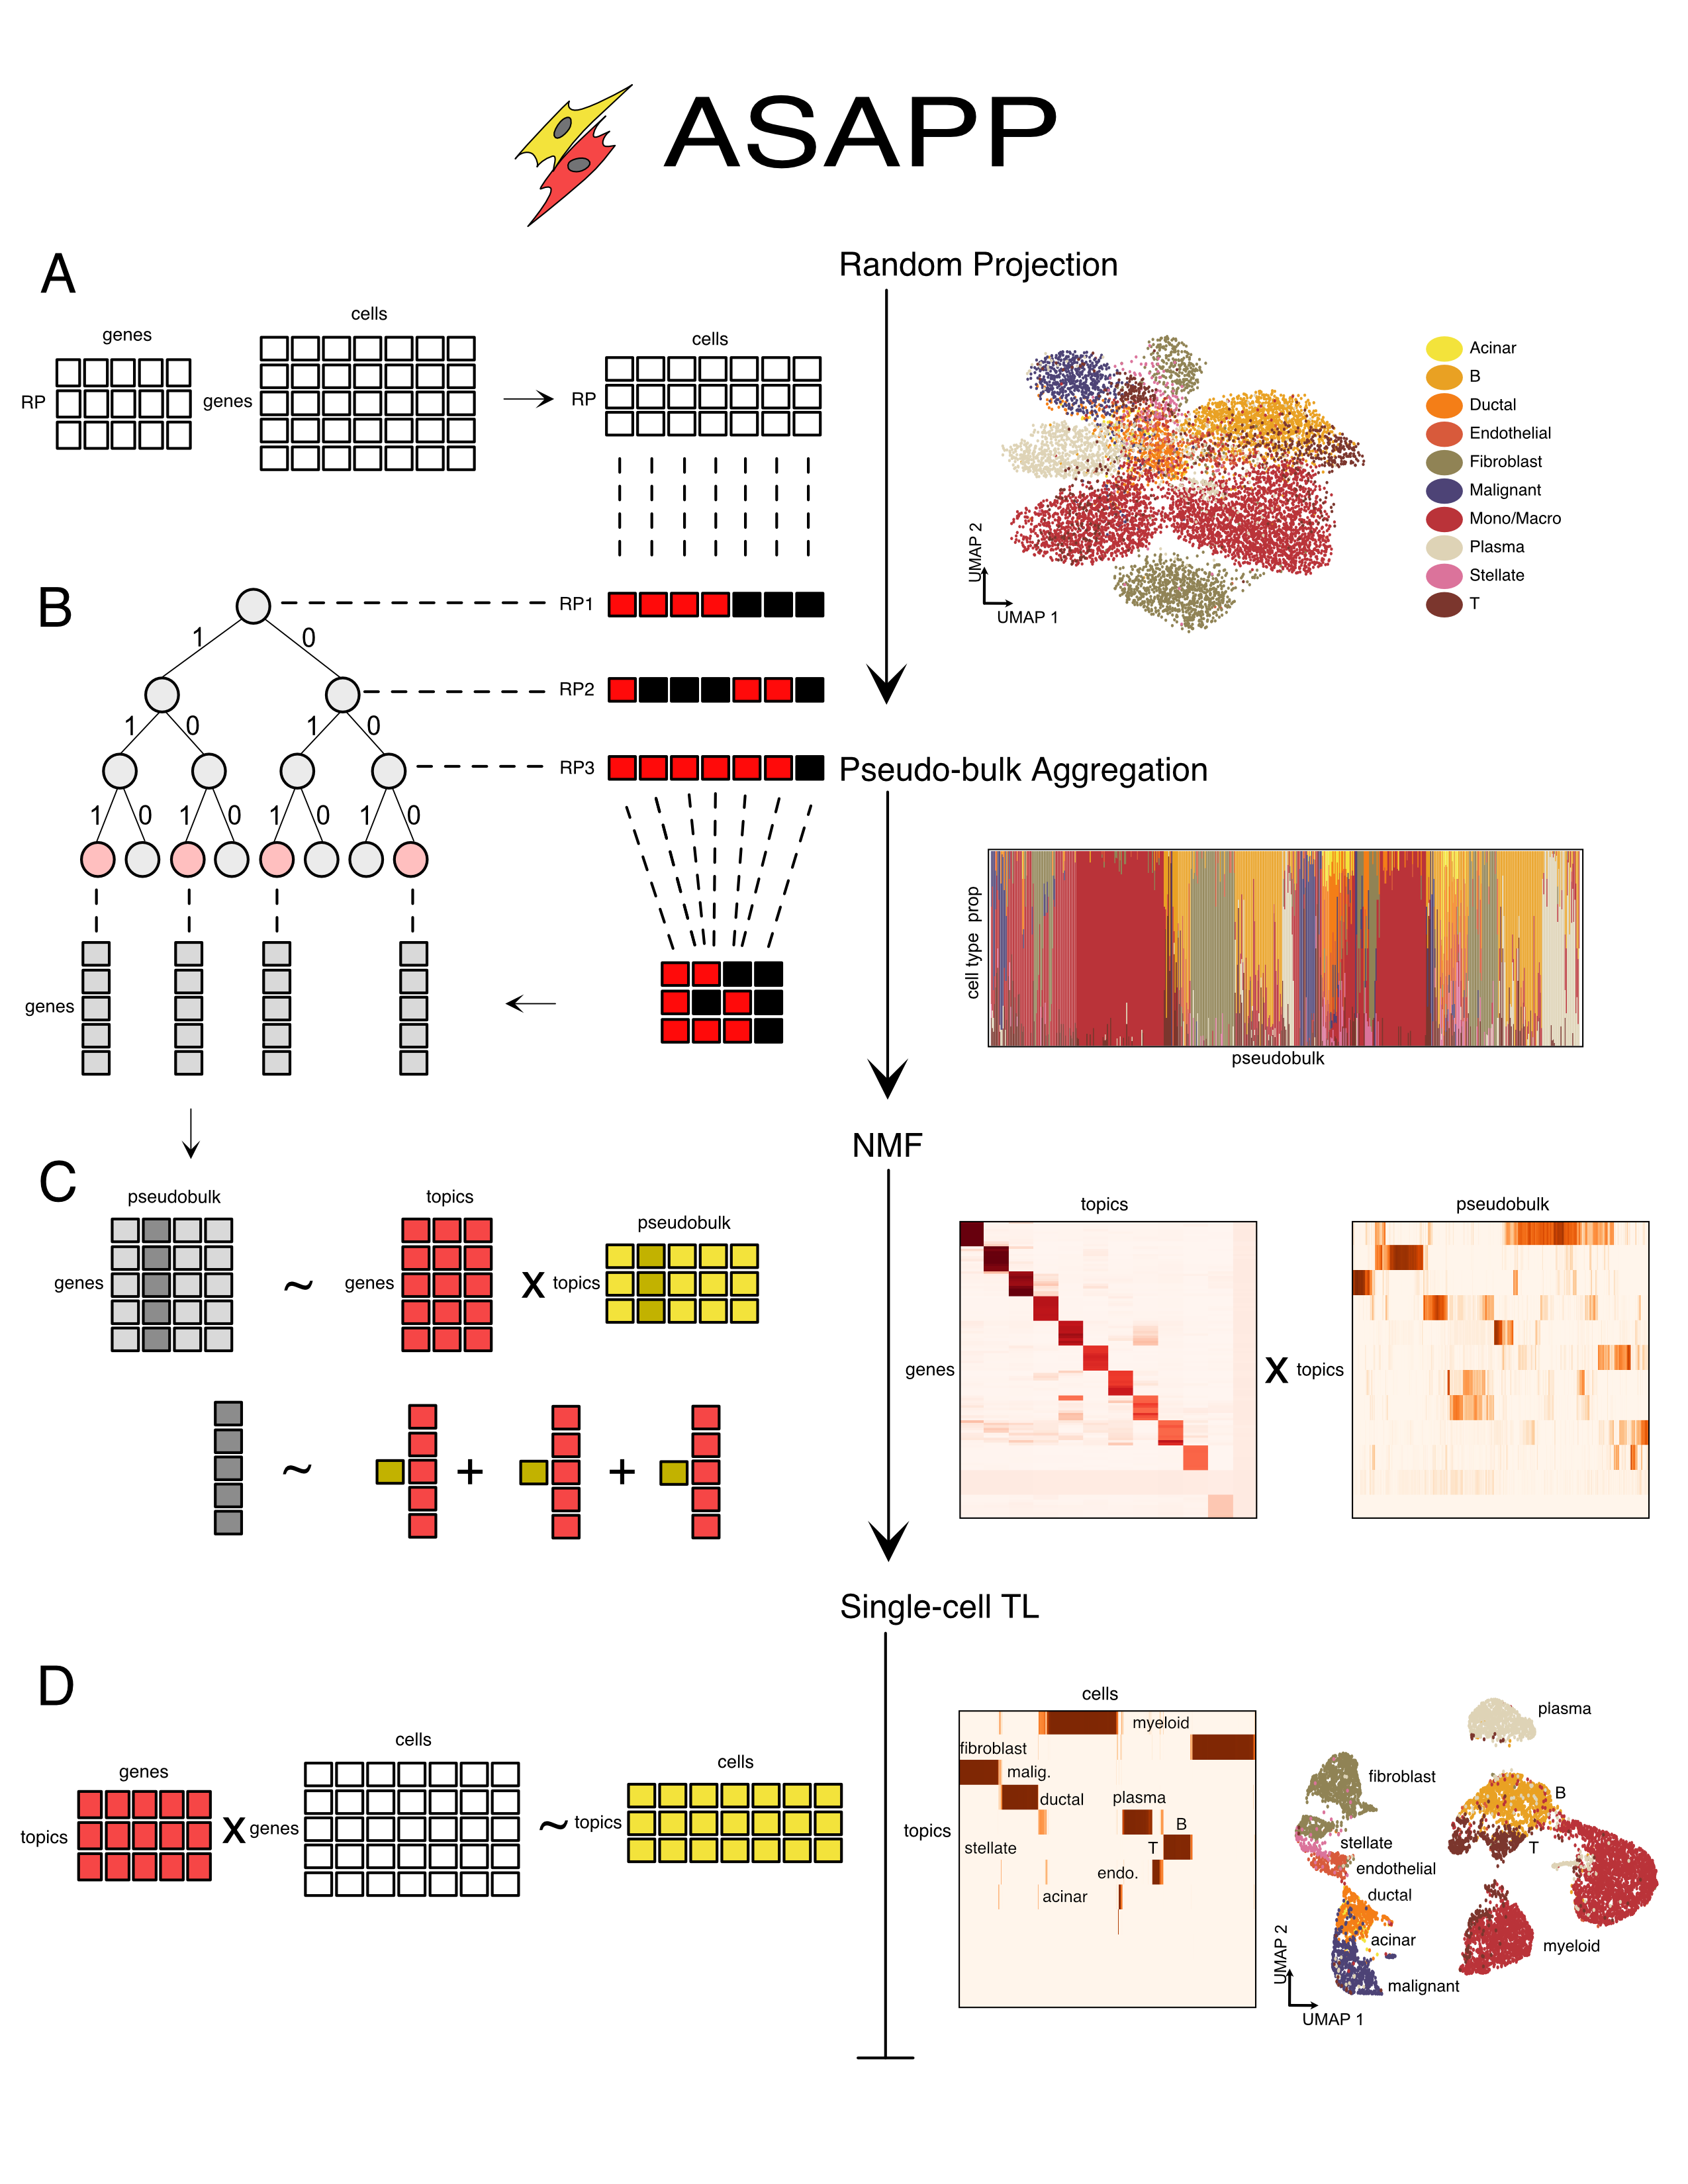 ASAPP
A
Random Projection
genes
RP
genes
cells
RP
cells
UMAP 2
UMAP 1
Acinar
B
Ductal
Endothelial
Fibroblast
Malignant
Mono/Macro
Plasma
Stellate
T
B
1 0
1 0 1 0
1 0 1 0 1 0 1 0
RP1
RP2
RP3
genes
Pseudo-bulk Aggregation
cell type prop
pseudobulk
NMF
C
pseudobulk
genes
~
topics
genes
x
pseudobulk
topics
~
+
+
topics
genes
x
pseudobulk
topics
Single-cell TL
D
genes
topics
x
cells
genes
~
cells
topics
cells
topics
myeloid
fibroblast
malig.
ductal
plasma
B
stellate
T
endo.
acinar
plasma
fibroblast
B
stellate
T
endothelial
ductal
acinar
myeloid
malignant
UMAP 2
UMAP 1